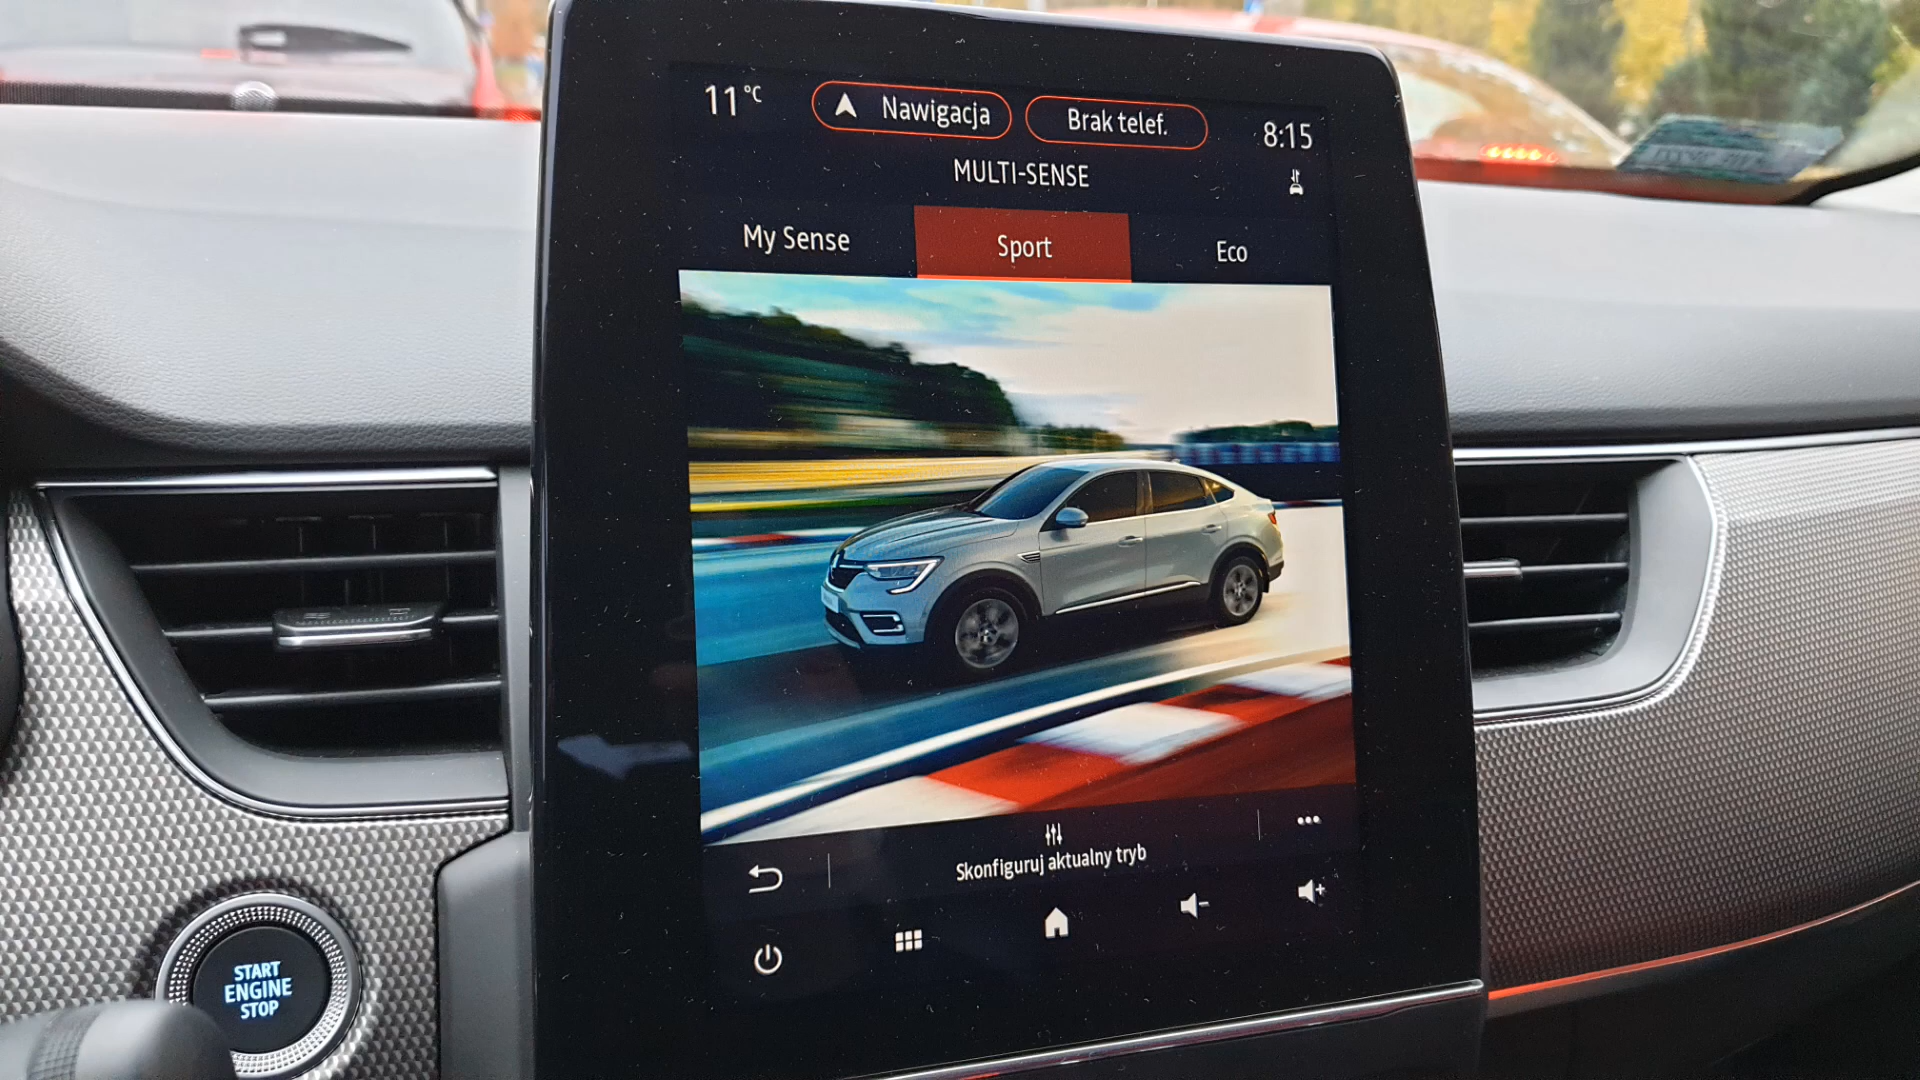 11°C
Nawigacja
Brak telef.
8:15
MULTI-SENSE
My Sense
Sport
Eco
Skonfiguruj aktualny tryb
START
ENGINE
STOP